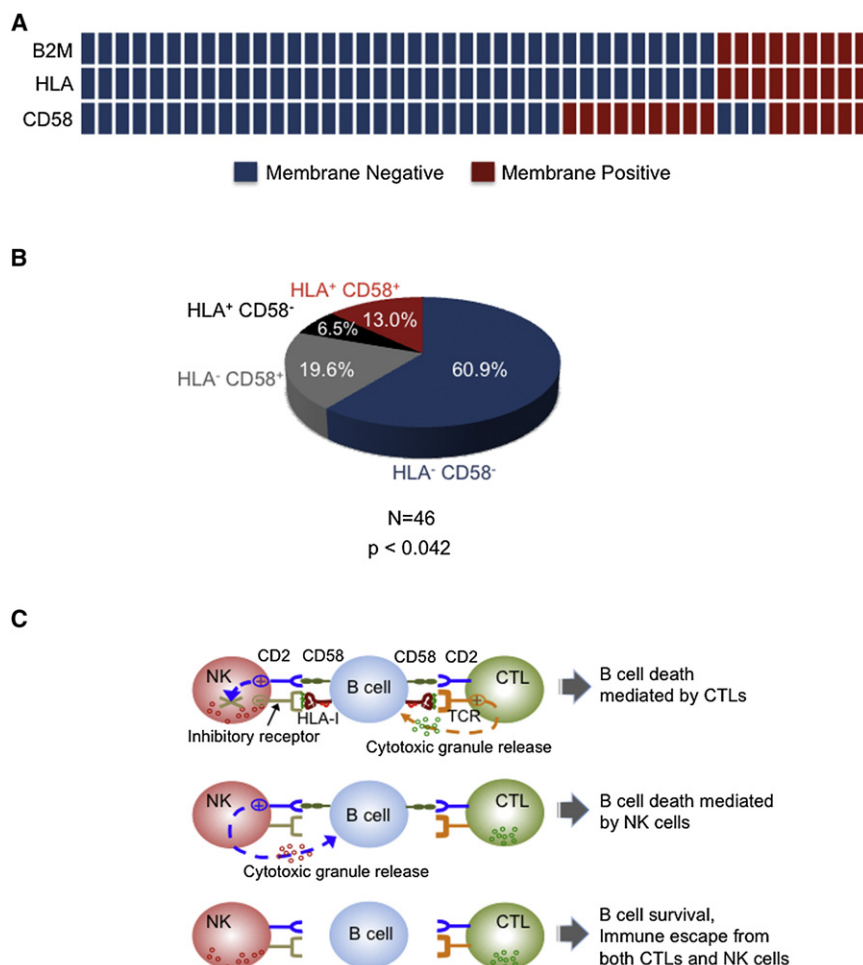 A
B2M
HLA
CD58
Membrane Negative Membrane Positive
B
HLA⁺ CD58⁺
HLA⁺ CD58⁻
13.0%
6.5%
HLA⁻ CD58⁺
19.6%
60.9%
HLA⁻ CD58⁻
N=46
p < 0.042
C
CD2 CD58 CD58 CD2
NK B cell CTL
B cell death
mediated by CTLs
HLA-I TCR
Inhibitory receptor
Cytotoxic granule release
NK B cell CTL
B cell death mediated
by NK cells
Cytotoxic granule release
NK B cell CTL
B cell survival,
Immune escape from
both CTLs and NK cells